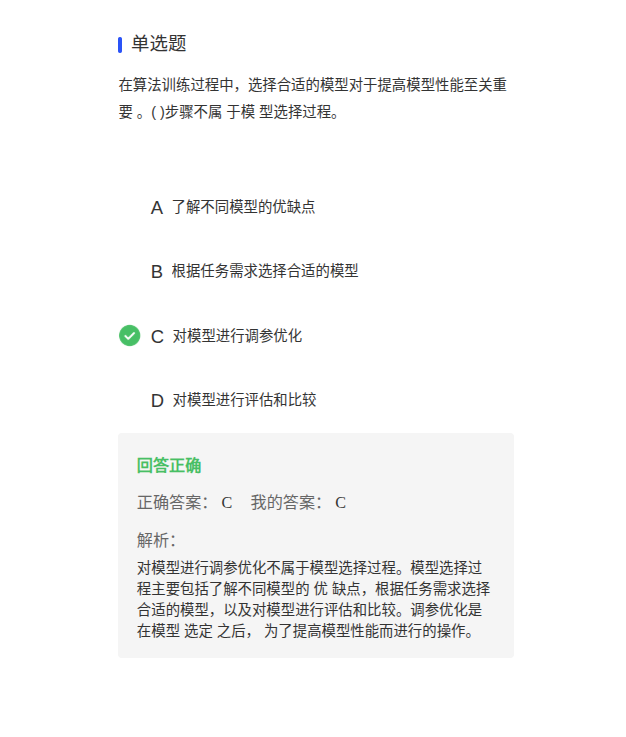 单选题
在算法训练过程中，选择合适的模型对于提高模型性能至关重
要 。( )步骤不属 于模 型选择过程。
A 了解不同模型的优缺点
B 根据任务需求选择合适的模型
C 对模型进行调参优化
D 对模型进行评估和比较
回答正确
正确答案： C 我的答案： C
解析：
对模型进行调参优化不属于模型选择过程。模型选择过
程主要包括了解不同模型的 优 缺点，根据任务需求选择
合适的模型，以及对模型进行评估和比较。调参优化是
在模型 选定 之后， 为了提高模型性能而进行的操作。